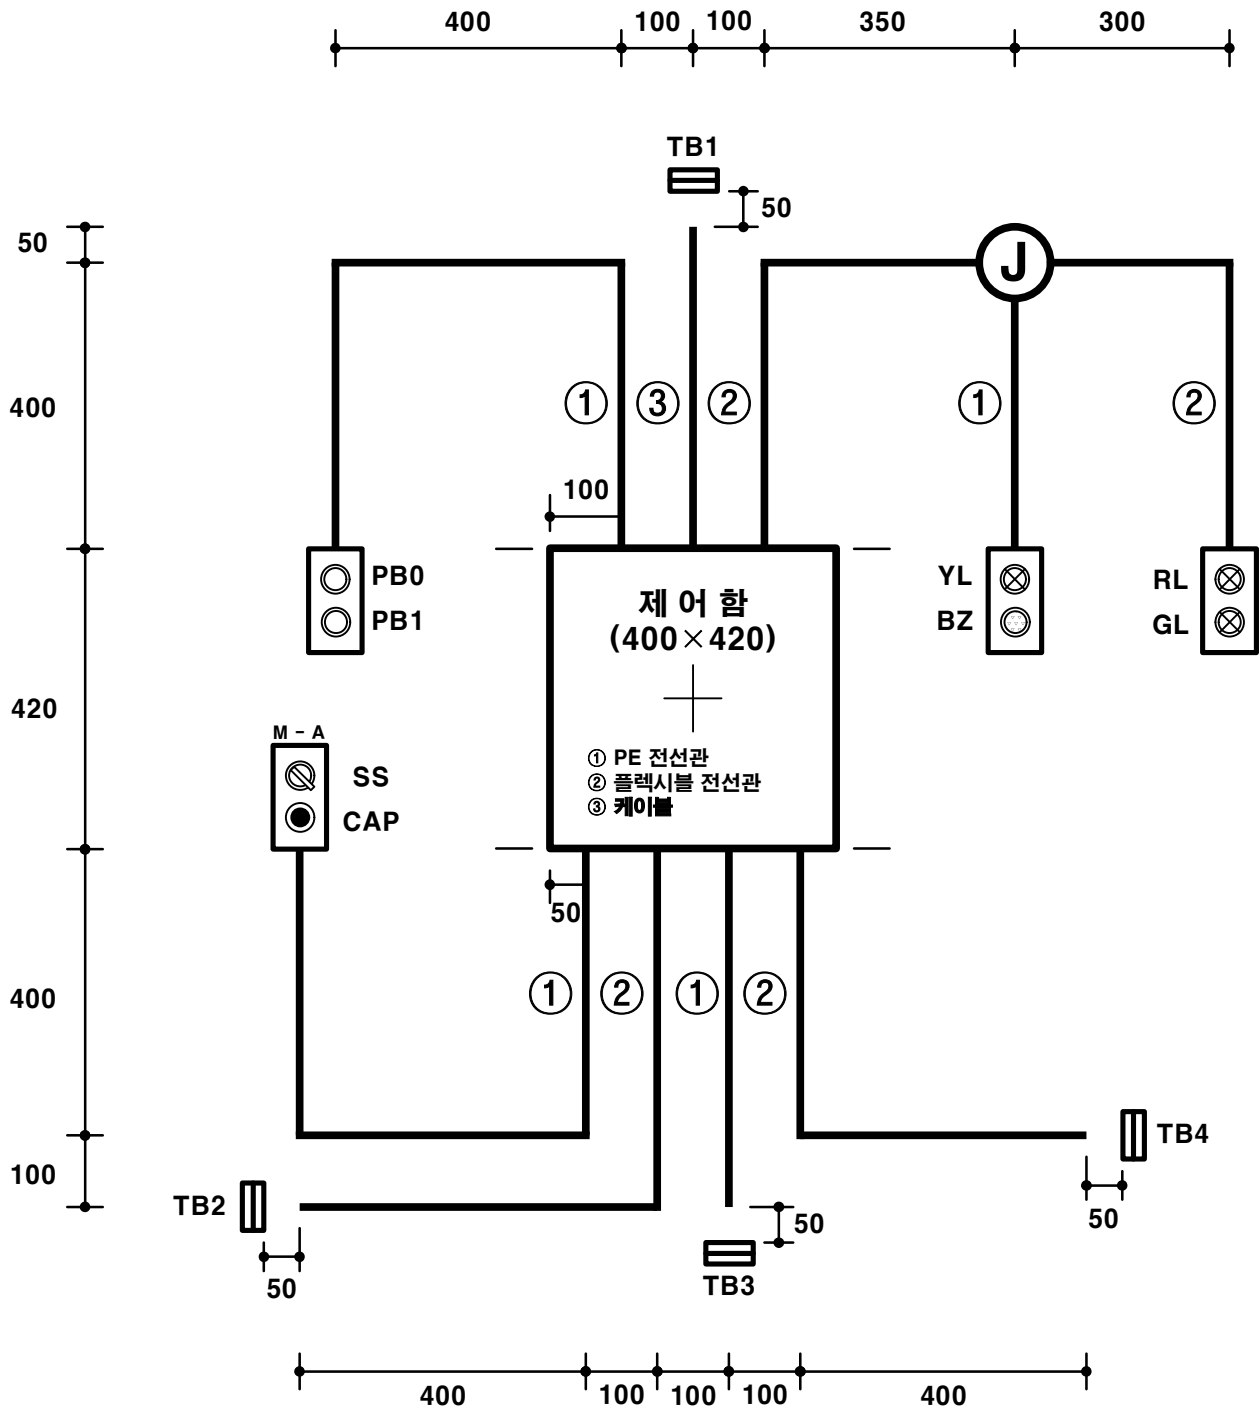 400 100 100 350 300
TB1
50
50
J
400
① ③ ② ① ②
100
PB0
PB1
제 어 함
(400×420)
YL
BZ
RL
GL
420
M - A
SS
CAP
① PE 전선관
② 플렉시블 전선관
③ 케이블
50
400
① ② ① ②
100
TB4
TB2
50
50
50
TB3
400 100 100 100 400